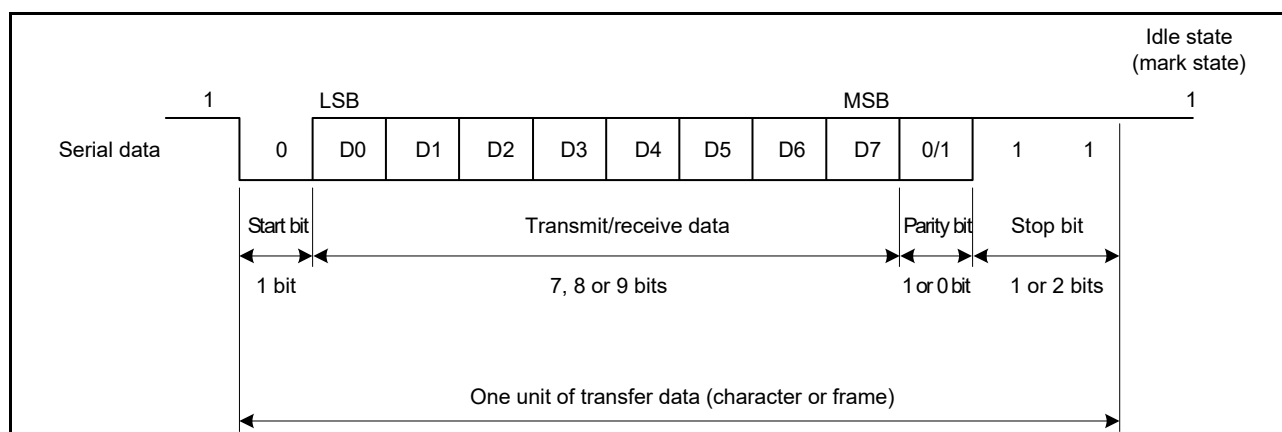 Idle state
(mark state)
1 LSB MSB 1
Serial data 0 D0 D1 D2 D3 D4 D5 D6 D7 0/1 1 1
Start bit Transmit/receive data Parity bit Stop bit
1 bit 7, 8 or 9 bits 1 or 0 bit 1 or 2 bits
One unit of transfer data (character or frame)